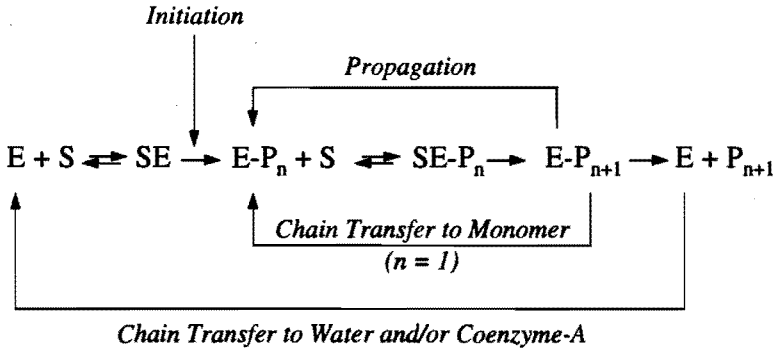 Initiation
Propagation
E + S ⇌ SE → E-Pn + S ⇌ SE-Pn → E-Pn+1 → E + Pn+1
Chain Transfer to Monomer
(n = 1)
Chain Transfer to Water and/or Coenzyme-A